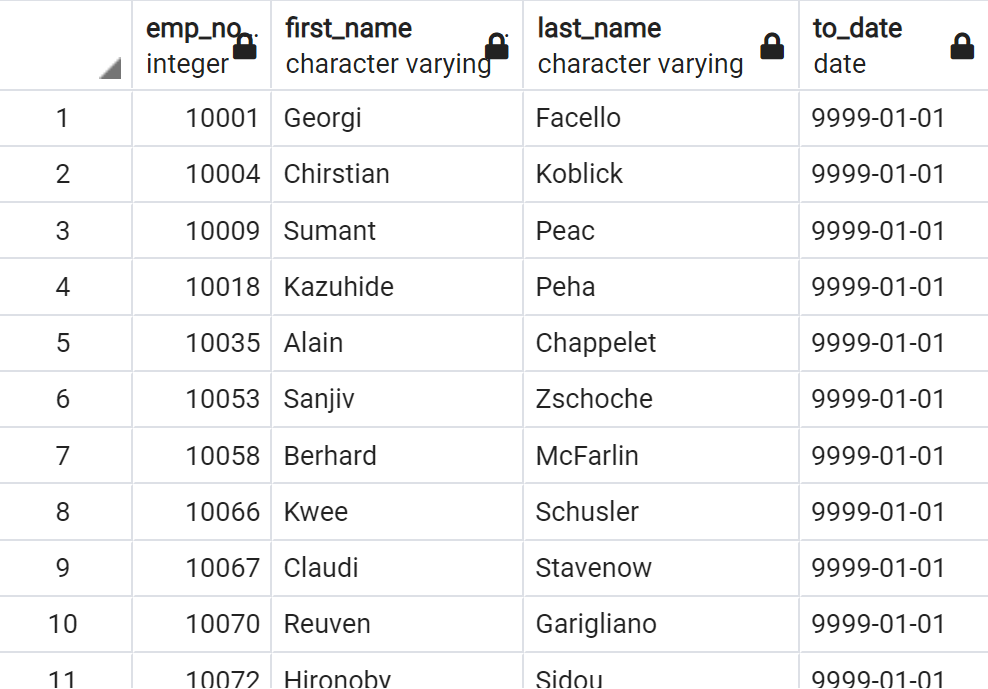 emp_no.. first_name last_name to_date
integer character varying character varying date
1 10001 Georgi Facello 9999-01-01
2 10004 Chirstian Koblick 9999-01-01
3 10009 Sumant Peac 9999-01-01
4 10018 Kazuhide Peha 9999-01-01
5 10035 Alain Chappelet 9999-01-01
6 10053 Sanjiv Zschoche 9999-01-01
7 10058 Berhard McFarlin 9999-01-01
8 10066 Kwee Schusler 9999-01-01
9 10067 Claudi Stavenow 9999-01-01
10 10070 Reuven Garigliano 9999-01-01
11 10072 Hironoby Sidou 9999-01-01